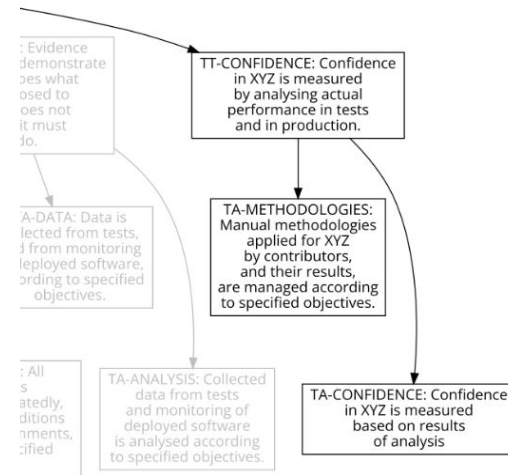 : Evidence
demonstrate
oes what
osed to
oes not
it must
do.
TT-CONFIDENCE: Confidence
in XYZ is measured
by analysing actual
performance in tests
and in production.
A-DATA: Data is
llected from tests,
d from monitoring
deployed software,
ording to specified
objectives.
TA-METHODOLOGIES:
Manual methodologies
applied for XYZ
by contributors,
and their results,
are managed according
to specified objectives.
: All
s
atedly,
ditions
nments,
cified
TA-ANALYSIS: Collected
data from tests
and monitoring of
deployed software
is analysed according
to specified objectives.
TA-CONFIDENCE: Confidence
in XYZ is measured
based on results
of analysis